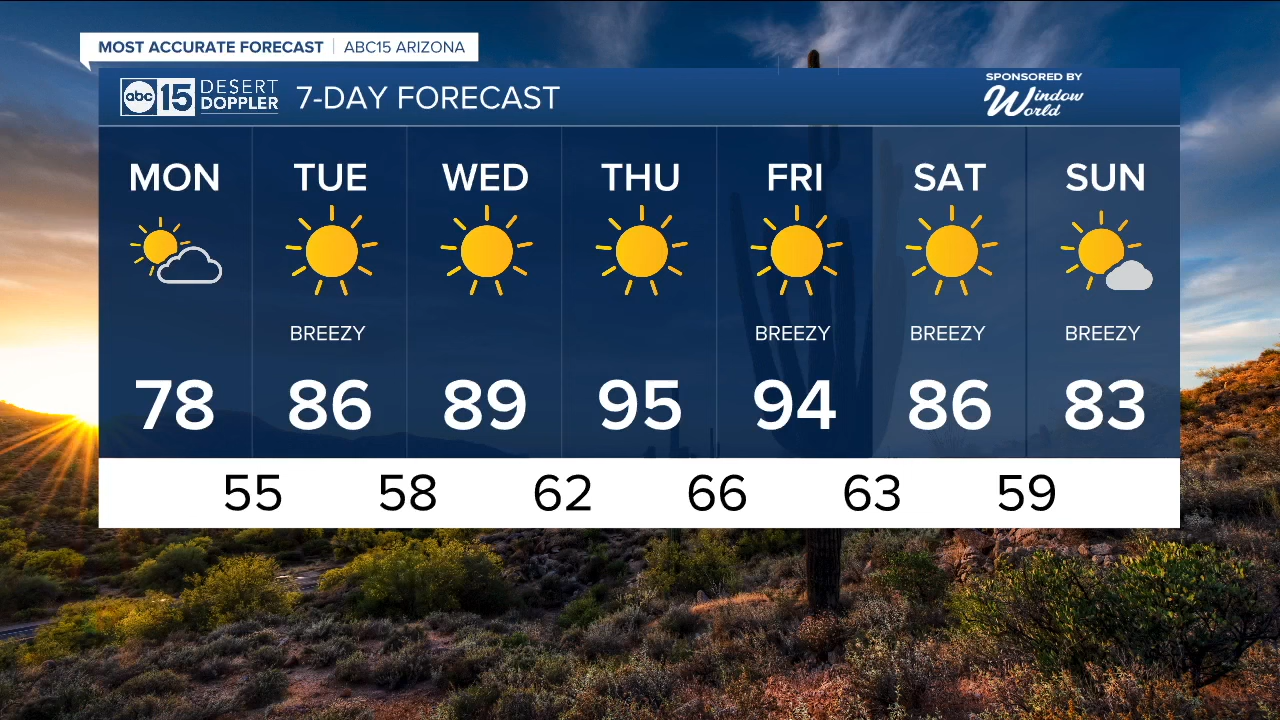 MOST ACCURATE FORECAST | ABC15 ARIZONA
abc 15 DESERT DOPPLER
7-DAY FORECAST
SPONSORED BY
Window World
MON TUE WED THU FRI SAT SUN
BREEZY BREEZY BREEZY BREEZY
78 86 89 95 94 86 83
55 58 62 66 63 59